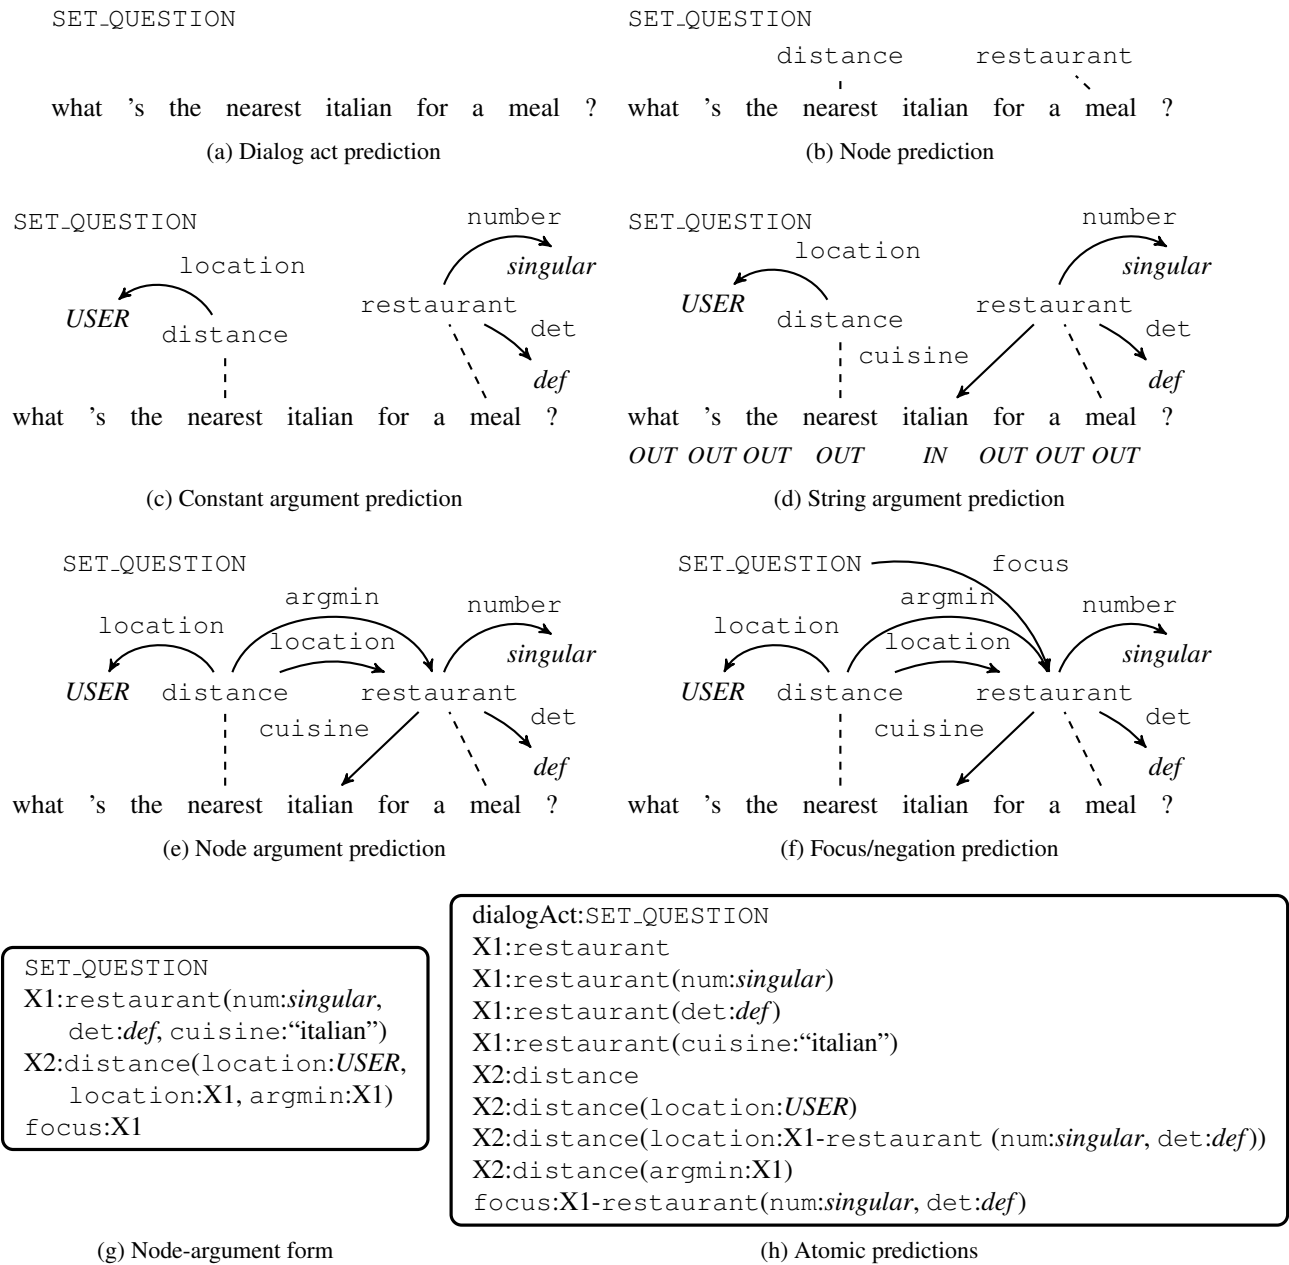 SET_QUESTION
what 's the nearest italian for a meal ?
(a) Dialog act prediction
SET_QUESTION
distance restaurant
what 's the nearest italian for a meal ?
(b) Node prediction
SET_QUESTION
number
location
singular
USER
restaurant
distance
det
def
what 's the nearest italian for a meal ?
(c) Constant argument prediction
SET_QUESTION
number
location
singular
USER
restaurant
distance
det
cuisine
def
what 's the nearest italian for a meal ?
OUT OUT OUT OUT IN OUT OUT OUT
(d) String argument prediction
SET_QUESTION
argmin
number
location
location
singular
USER distance restaurant
det
cuisine
def
what 's the nearest italian for a meal ?
(e) Node argument prediction
SET_QUESTION
focus
argmin
number
location
location
singular
USER distance restaurant
det
cuisine
def
what 's the nearest italian for a meal ?
(f) Focus/negation prediction
SET_QUESTION
X1:restaurant(num:singular,
det:def, cuisine:“italian”)
X2:distance(location:USER,
location:X1, argmin:X1)
focus:X1
(g) Node-argument form
dialogAct:SET_QUESTION
X1:restaurant
X1:restaurant(num:singular)
X1:restaurant(det:def)
X1:restaurant(cuisine:“italian”)
X2:distance
X2:distance(location:USER)
X2:distance(location:X1-restaurant (num:singular, det:def))
X2:distance(argmin:X1)
focus:X1-restaurant(num:singular, det:def)
(h) Atomic predictions